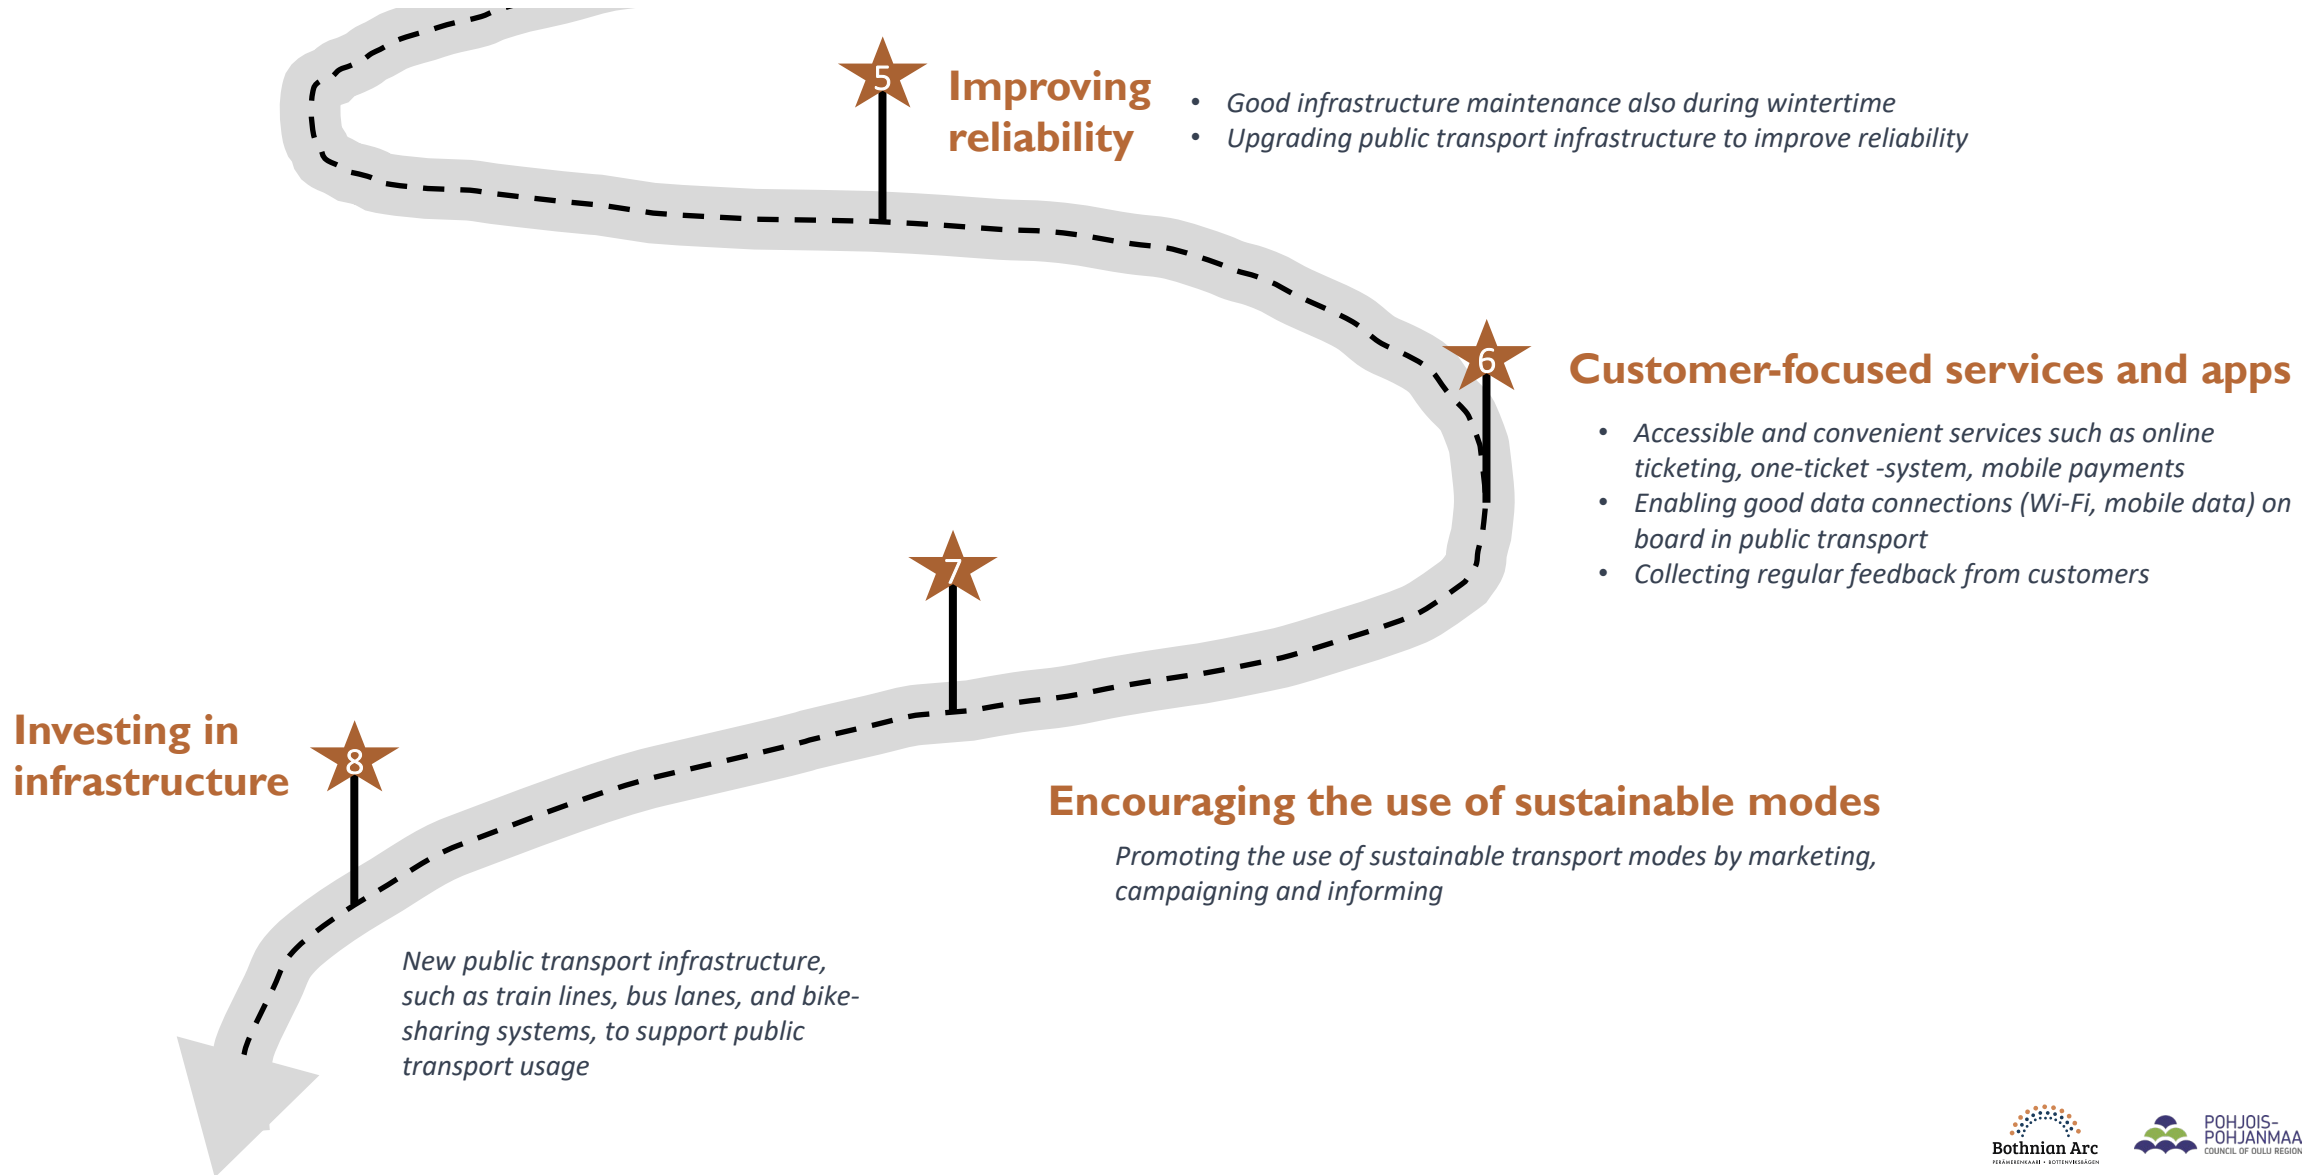 5
Improving
reliability
• Good infrastructure maintenance also during wintertime
• Upgrading public transport infrastructure to improve reliability
6
Customer-focused services and apps
• Accessible and convenient services such as online
ticketing, one-ticket -system, mobile payments
• Enabling good data connections (Wi-Fi, mobile data) on
board in public transport
• Collecting regular feedback from customers
7
Encouraging the use of sustainable modes
Promoting the use of sustainable transport modes by marketing,
campaigning and informing
Investing in
infrastructure
8
New public transport infrastructure,
such as train lines, bus lanes, and bike-
sharing systems, to support public
transport usage
Bothnian Arc
PERÄMERENKAARI • BOTTENVIKSBÅGEN
POHJOIS-
POHJANMAA
COUNCIL OF OULU REGION